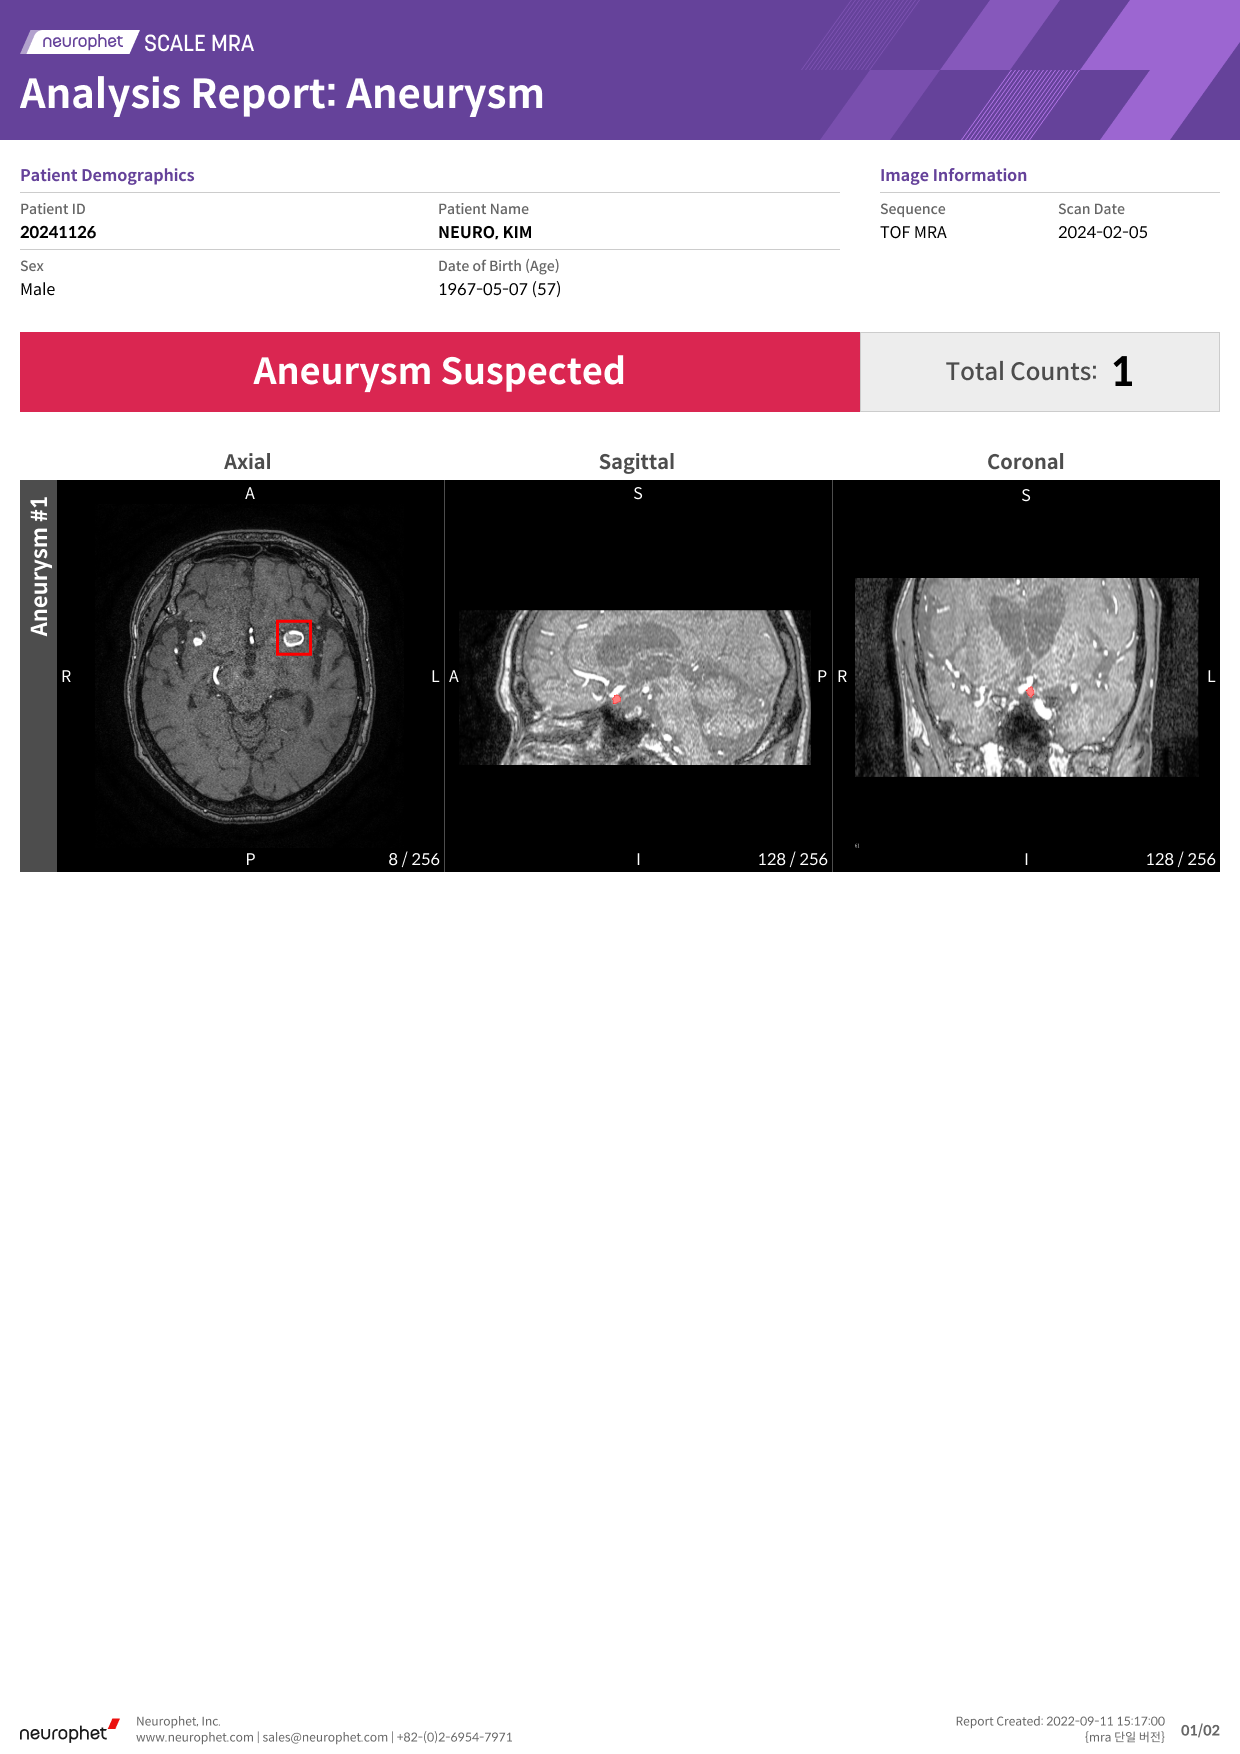 neurophet SCALE MRA
Analysis Report: Aneurysm
Patient Demographics
Image Information
Patient ID
Patient Name
Sequence
Scan Date
20241126
NEURO, KIM
TOF MRA
2024-02-05
Sex
Date of Birth (Age)
Male
1967-05-07 (57)
Aneurysm Suspected
Total Counts: 1
Axial
Sagittal
Coronal
Aneurysm #1
A
S
S
R
L
A
P
R
L
P
8 / 256
I
128 / 256
I
128 / 256
neurophet
Neurophet, Inc.
www.neurophet.com | sales@neurophet.com | +82-(0)2-6954-7971
Report Created: 2022-09-11 15:17:00
{mra 단일 버전}
01/02